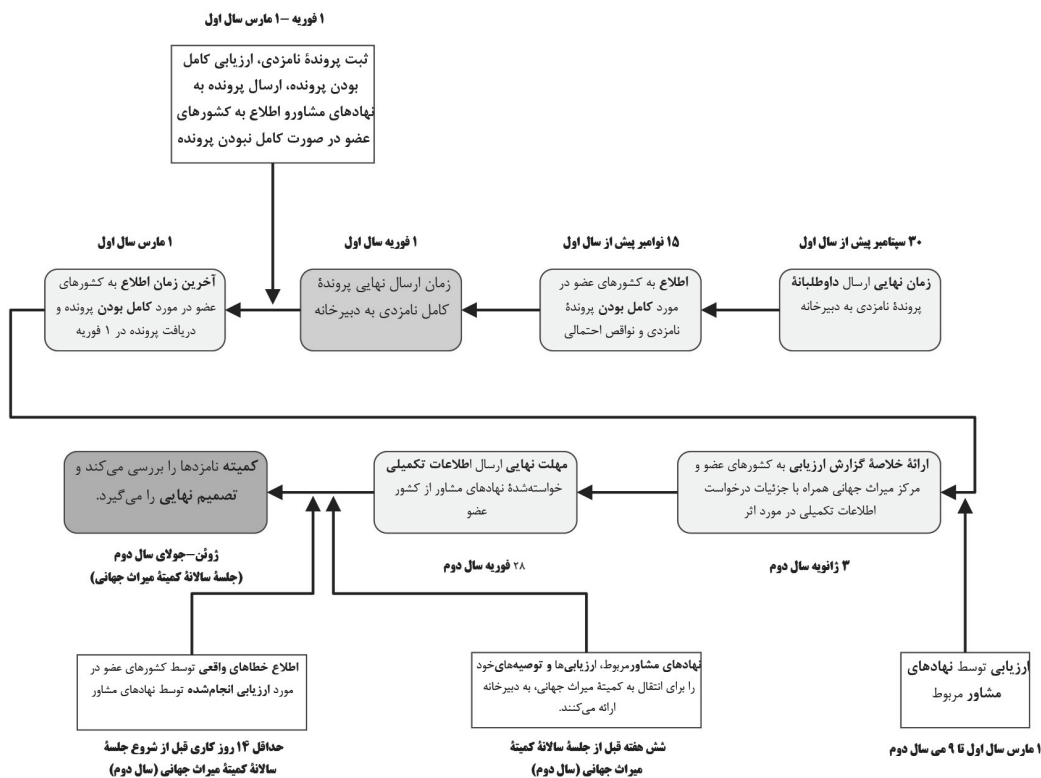 ۱ فوریه –۱ مارس سال اول
ثبت پروندهٔ نامزدی، ارزیابی کامل
بودن پرونده، ارسال پرونده به
نهادهای مشاورو اطلاع به کشورهای
عضو در صورت کامل نبودن پرونده
۳۰ سپتامبر پیش از سال اول
زمان نهایی ارسال داوطلبانهٔ
پروندهٔ نامزدی به دبیرخانه
۱۵ نوامبر پیش از سال اول
اطلاع به کشورهای عضو در
مورد کامل بودن پروندهٔ
نامزدی و نواقص احتمالی
۱ فوریه سال اول
زمان ارسال نهایی پروندهٔ
کامل نامزدی به دبیرخانه
۱ مارس سال اول
آخرین زمان اطلاع به کشورهای
عضو در مورد کامل بودن پرونده و
دریافت پرونده در ۱ فوریه
ارائهٔ خلاصهٔ گزارش ارزیابی به کشورهای عضو و
مرکز میراث جهانی همراه با جزئیات درخواست
اطلاعات تکمیلی در مورد اثر
۳ ژانویه سال دوم
مهلت نهایی ارسال اطلاعات تکمیلی
خواسته‌شدهٔ نهادهای مشاور از کشور
عضو
۲۸ فوریه سال دوم
کمیته نامزدها را بررسی می‌کند و
تصمیم نهایی را می‌گیرد.
ژوئن–جولای سال دوم
(جلسهٔ سالانهٔ کمیتهٔ میراث جهانی)
ارزیابی توسط نهادهای
مشاور مربوط
۱ مارس سال اول تا ۹ می سال دوم
نهادهای مشاورمربوط، ارزیابی‌ها و توصیه‌های‌خود
را برای انتقال به کمیتهٔ میراث جهانی، به دبیرخانه
ارائه می‌کنند.
شش هفته قبل از جلسهٔ سالانهٔ کمیتهٔ
میراث جهانی (سال دوم)
اطلاع خطاهای واقعی توسط کشورهای عضو در
مورد ارزیابی انجام‌شده توسط نهادهای مشاور
حداقل ۱۴ روز کاری قبل از شروع جلسهٔ
سالانهٔ کمیتهٔ میراث جهانی (سال دوم)